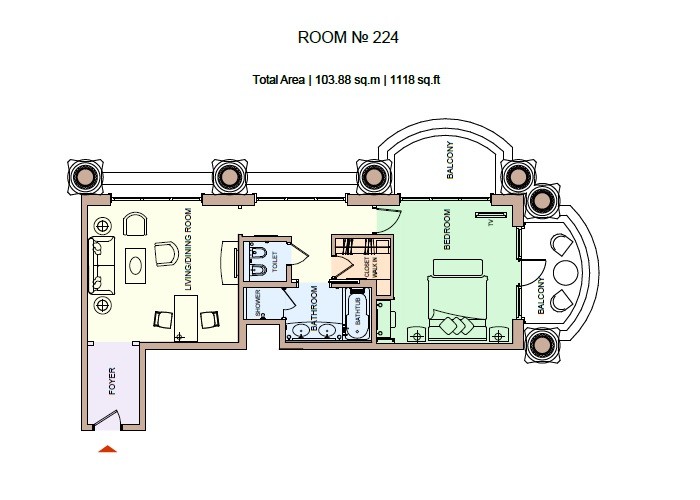 ROOM № 224
Total Area | 103.88 sq.m | 1118 sq.ft
BALCONY
LIVING/DINING ROOM
BEDROOM
TV
TOILET
CLOSET
WALK IN
BALCONY
SHOWER
BATHROOM
BATHTUB
FOYER